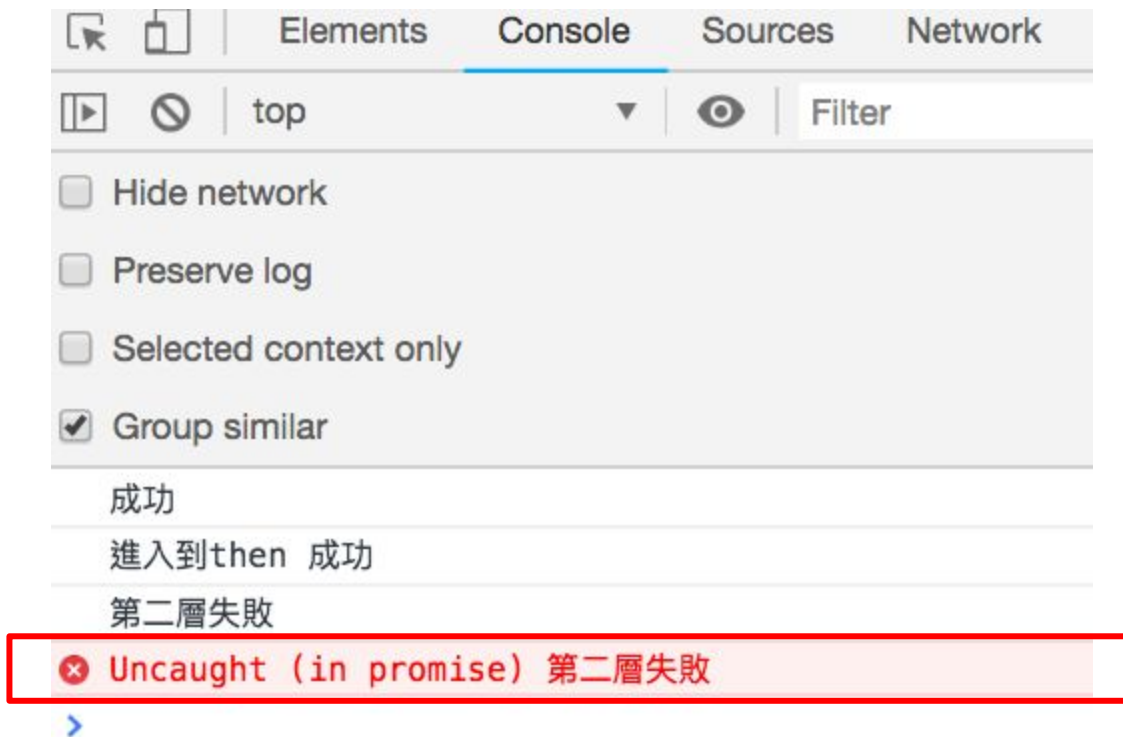 Elements Console Sources Network
top Filter
Hide network
Preserve log
Selected context only
Group similar
成功
進入到then 成功
第二層失敗
Uncaught (in promise) 第二層失敗